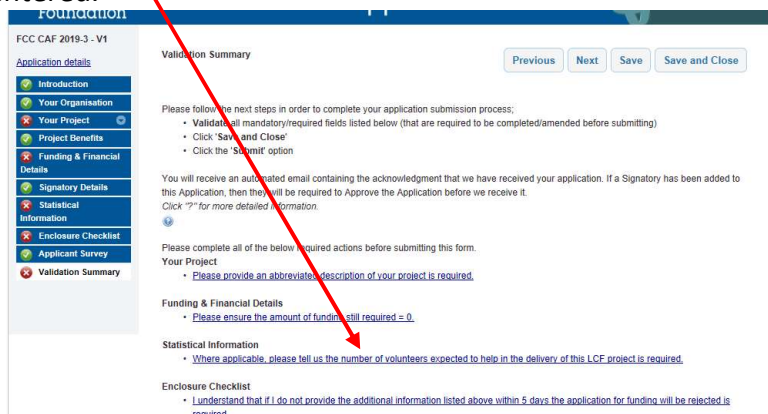 Foundation
FCC CAF 2019-3 - V1
Application details
Introduction
Your Organisation
Your Project
Project Benefits
Funding & Financial
Details
Signatory Details
Statistical
Information
Enclosure Checklist
Applicant Survey
Validation Summary
Validation Summary
Previous
Next
Save
Save and Close
Please follow the next steps in order to complete your application submission process;
• Validate all mandatory/required fields listed below (that are required to be completed/amended before submitting)
• Click 'Save and Close'
• Click the 'Submit' option
You will receive an automated email containing the acknowledgment that we have received your application. If a Signatory has been added to
this Application, then they will be required to Approve the Application before we receive it.
Click "?" for more detailed information.
Please complete all of the below required actions before submitting this form.
Your Project
• Please provide an abbreviated description of your project is required.
Funding & Financial Details
• Please ensure the amount of funding still required = 0.
Statistical Information
• Where applicable, please tell us the number of volunteers expected to help in the delivery of this LCF project is required.
Enclosure Checklist
• I understand that if I do not provide the additional information listed above within 5 days the application for funding will be rejected is
required.